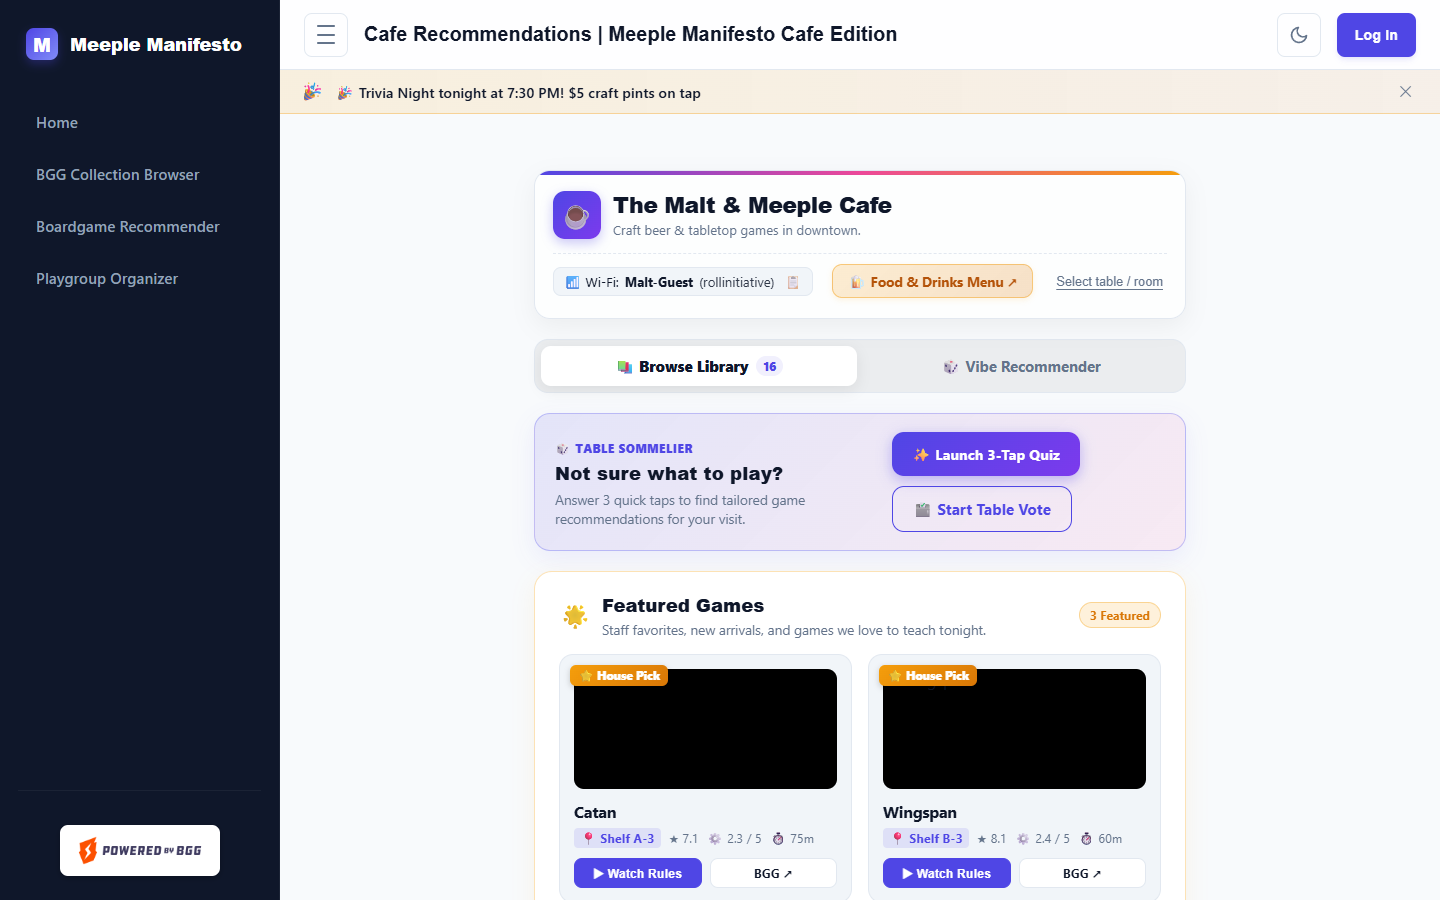 M Meeple Manifesto
Home
BGG Collection Browser
Boardgame Recommender
Playgroup Organizer
POWERED BY BGG
Cafe Recommendations | Meeple Manifesto Cafe Edition
Log In
Trivia Night tonight at 7:30 PM! $5 craft pints on tap
The Malt & Meeple Cafe
Craft beer & tabletop games in downtown.
Wi-Fi: Malt-Guest (rollinitiative)
Food & Drinks Menu ↗
Select table / room
Browse Library 16
Vibe Recommender
TABLE SOMMELIER
Not sure what to play?
Answer 3 quick taps to find tailored game
recommendations for your visit.
Launch 3-Tap Quiz
Start Table Vote
Featured Games
Staff favorites, new arrivals, and games we love to teach tonight.
3 Featured
House Pick
Catan
Shelf A-3 ★ 7.1 2.3 / 5 75m
▶ Watch Rules
BGG ↗
House Pick
Wingspan
Shelf B-3 ★ 8.1 2.4 / 5 60m
▶ Watch Rules
BGG ↗